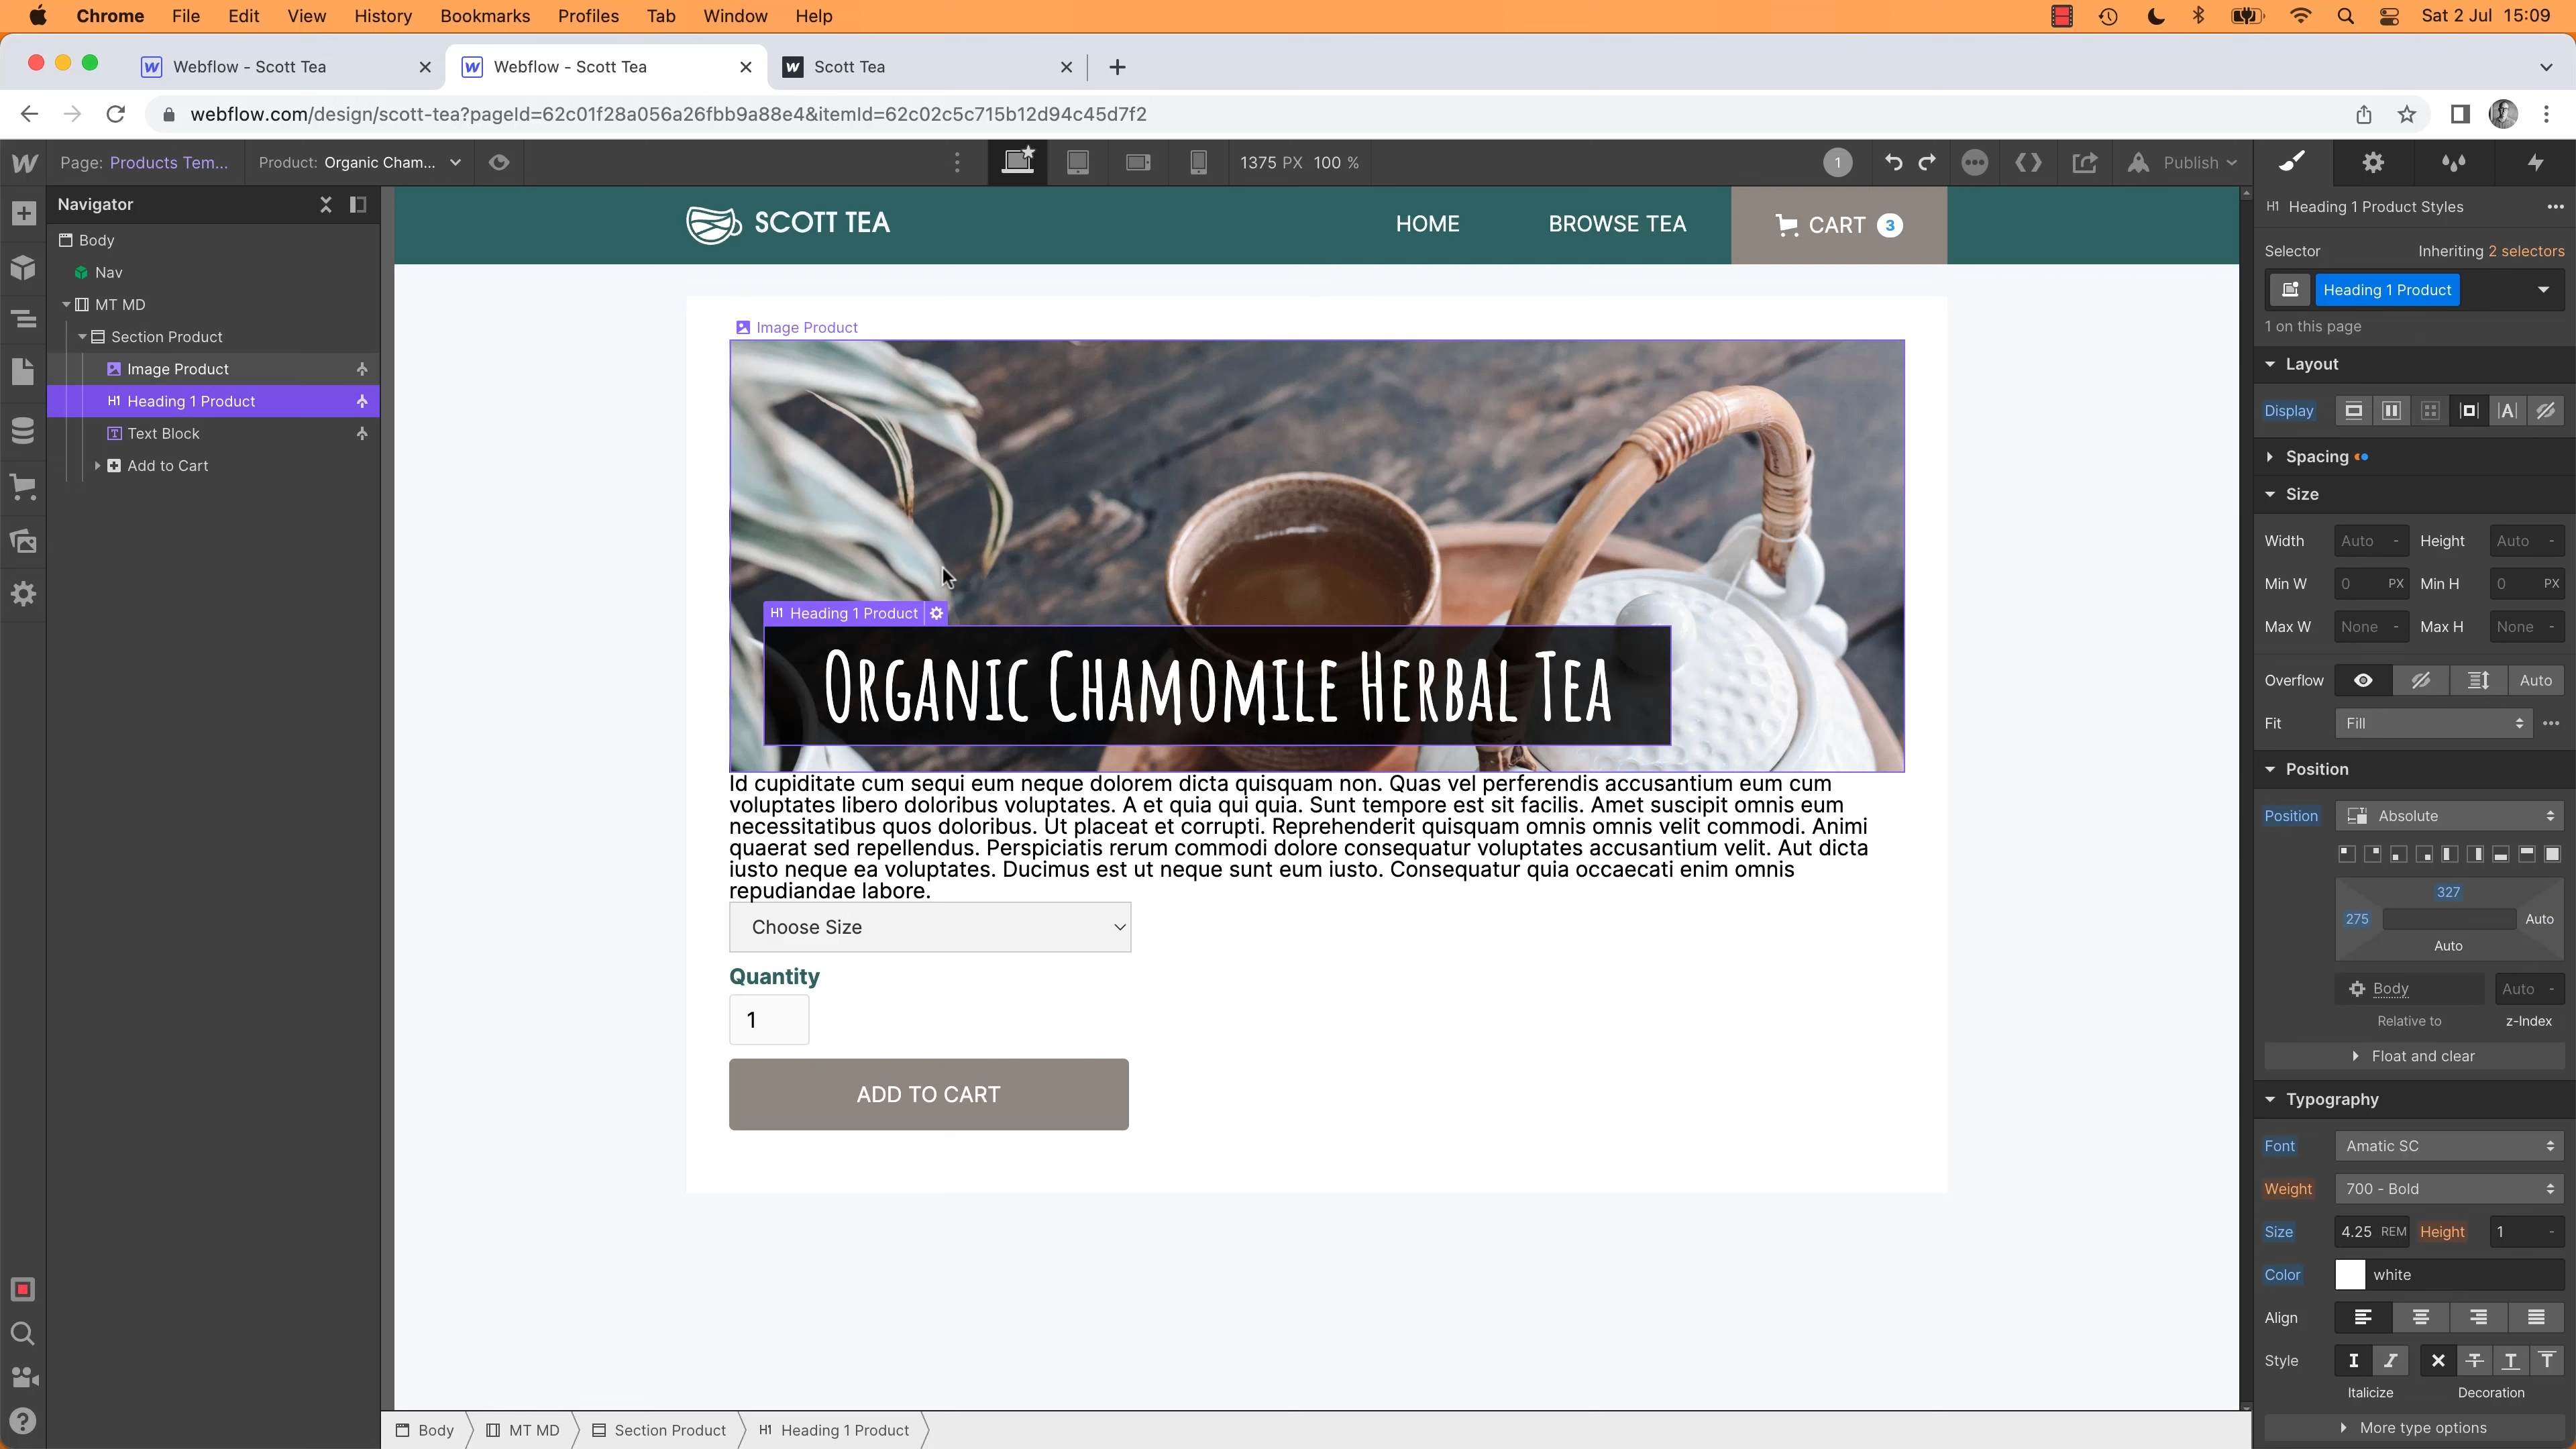 Chrome File Edit View History Bookmarks Profiles Tab Window Help Sat 2 Jul 15:09
Webflow - Scott Tea Webflow - Scott Tea Scott Tea
webflow.com/design/scott-tea?pageId=62c01f28a056a26fbb9a88e4&itemId=62c02c5c715b12d94c45d7f2
Page: Products Tem... Product: Organic Cham... 1375 PX 100 % 1 Publish
Navigator
Body
Nav
MT MD
Section Product
Image Product
H1 Heading 1 Product
Text Block
Add to Cart
SCOTT TEA HOME BROWSE TEA CART 3
Image Product
H1 Heading 1 Product
Organic Chamomile Herbal Tea
Id cupiditate cum sequi eum neque dolorem dicta quisquam non. Quas vel perferendis accusantium eum cum
voluptates libero doloribus voluptates. A et quia qui quia. Sunt tempore est sit facilis. Amet suscipit omnis eum
necessitatibus quos doloribus. Ut placeat et corrupti. Reprehenderit quisquam omnis omnis velit commodi. Animi
quaerat sed repellendus. Perspiciatis rerum commodi dolore consequatur voluptates accusantium velit. Aut dicta
iusto neque ea voluptates. Ducimus est ut neque sunt eum iusto. Consequatur quia occaecati enim omnis
repudiandae labore.
Choose Size
Quantity
1
ADD TO CART
Body MT MD Section Product H1 Heading 1 Product
H1 Heading 1 Product Styles
Selector Inheriting 2 selectors
Heading 1 Product
1 on this page
Layout
Display
Spacing
Size
Width Auto - Height Auto -
Min W 0 PX Min H 0 PX
Max W None - Max H None -
Overflow Auto
Fit Fill
Position
Position Absolute
327
275 Auto
Auto
Body Auto -
Relative to z-Index
Float and clear
Typography
Font Amatic SC
Weight 700 - Bold
Size 4.25 REM Height 1 -
Color white
Align
Style
Italicize Decoration
More type options